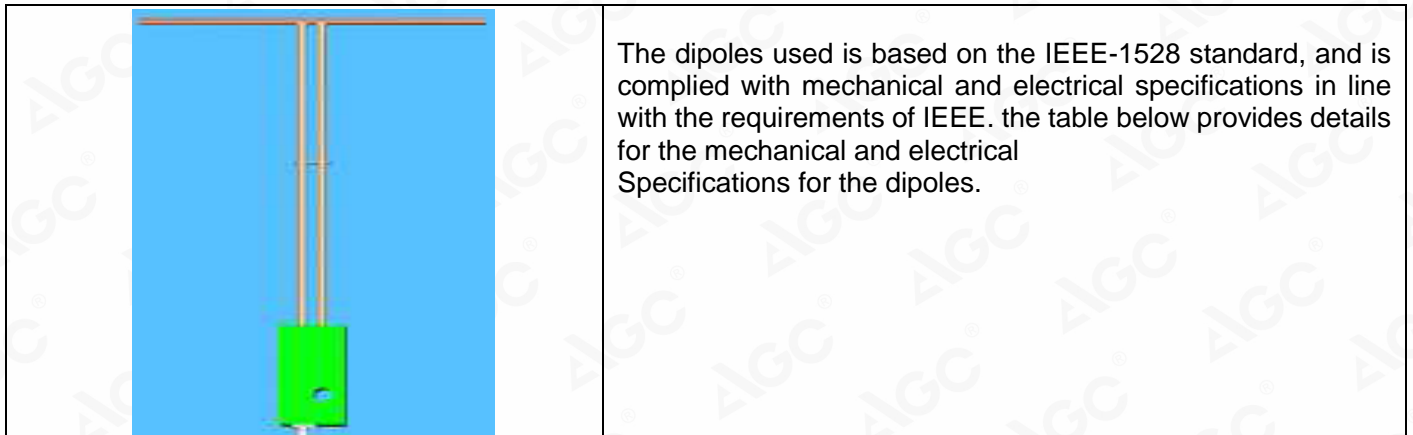 The dipoles used is based on the IEEE-1528 standard, and is
complied with mechanical and electrical specifications in line
with the requirements of IEEE. the table below provides details
for the mechanical and electrical
Specifications for the dipoles.